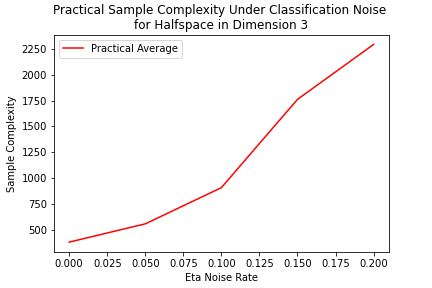 Practical Sample Complexity Under Classification Noise
for Halfspace in Dimension 3
Practical Average
Sample Complexity
2250
2000
1750
1500
1250
1000
750
500
0.000 0.025 0.050 0.075 0.100 0.125 0.150 0.175 0.200
Eta Noise Rate